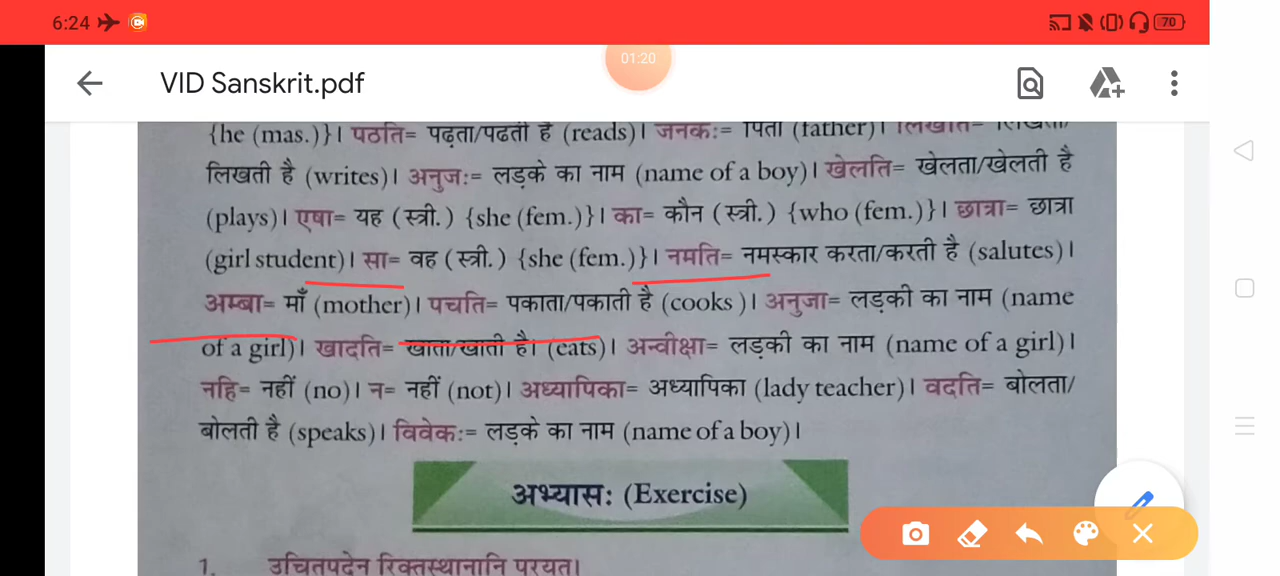 6:24
70
01:20
VID Sanskrit.pdf
{he (mas.)}। पठति= पढ़ता/पढती है (reads)। जनक:= पिता (father)। लिखति= लिखता/
लिखती है (writes)। अनुज:= लड़के का नाम (name of a boy)। खेलति= खेलता/खेलती है
(plays)। एषा= यह (स्त्री.) {she (fem.)}। का= कौन (स्त्री.) {who (fem.)}। छात्रा= छात्रा
(girl student)। सा= वह (स्त्री.) {she (fem.)}। नमति= नमस्कार करता/करती है (salutes)।
अम्बा= माँ (mother)। पचति= पकाता/पकाती है (cooks )। अनुजा= लड़की का नाम (name
of a girl)। खादति= खाता/खाती है। (eats)। अन्वीक्षा= लड़की का नाम (name of a girl)।
नहि= नहीं (no)। न= नहीं (not)। अध्यापिका= अध्यापिका (lady teacher)। वदति= बोलता/
बोलती है (speaks)। विवेक:= लड़के का नाम (name of a boy)।
अभ्यास: (Exercise)
1. उचितपदेन रिक्तस्थानानि पूरयत।